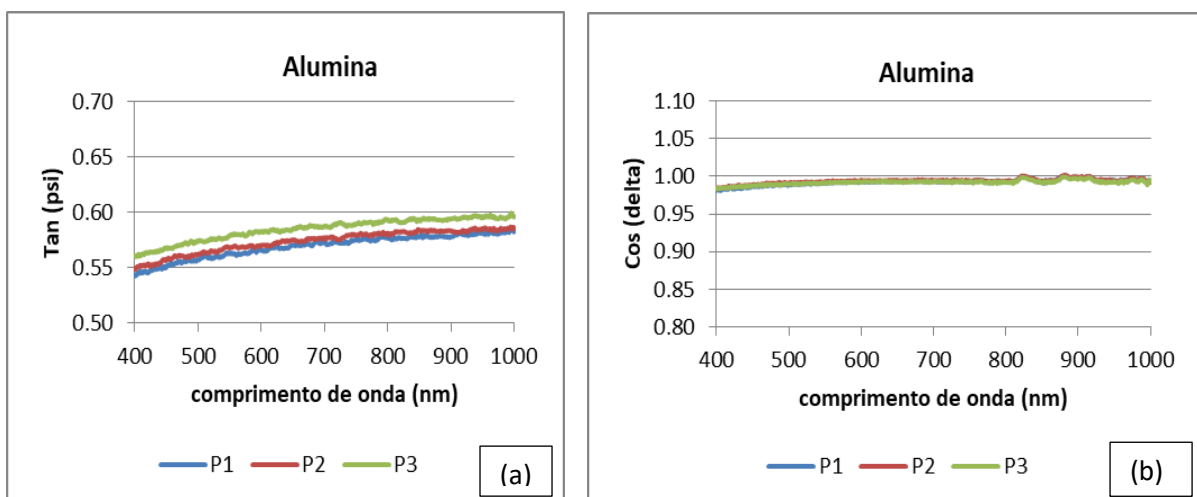 Alumina
Tan (psi)
0.70
0.65
0.60
0.55
0.50
400 500 600 700 800 900 1000
comprimento de onda (nm)
P1 P2 P3
(a)
Alumina
Cos (delta)
1.10
1.05
1.00
0.95
0.90
0.85
0.80
400 500 600 700 800 900 1000
comprimento de onda (nm)
P1 P2 P3
(b)